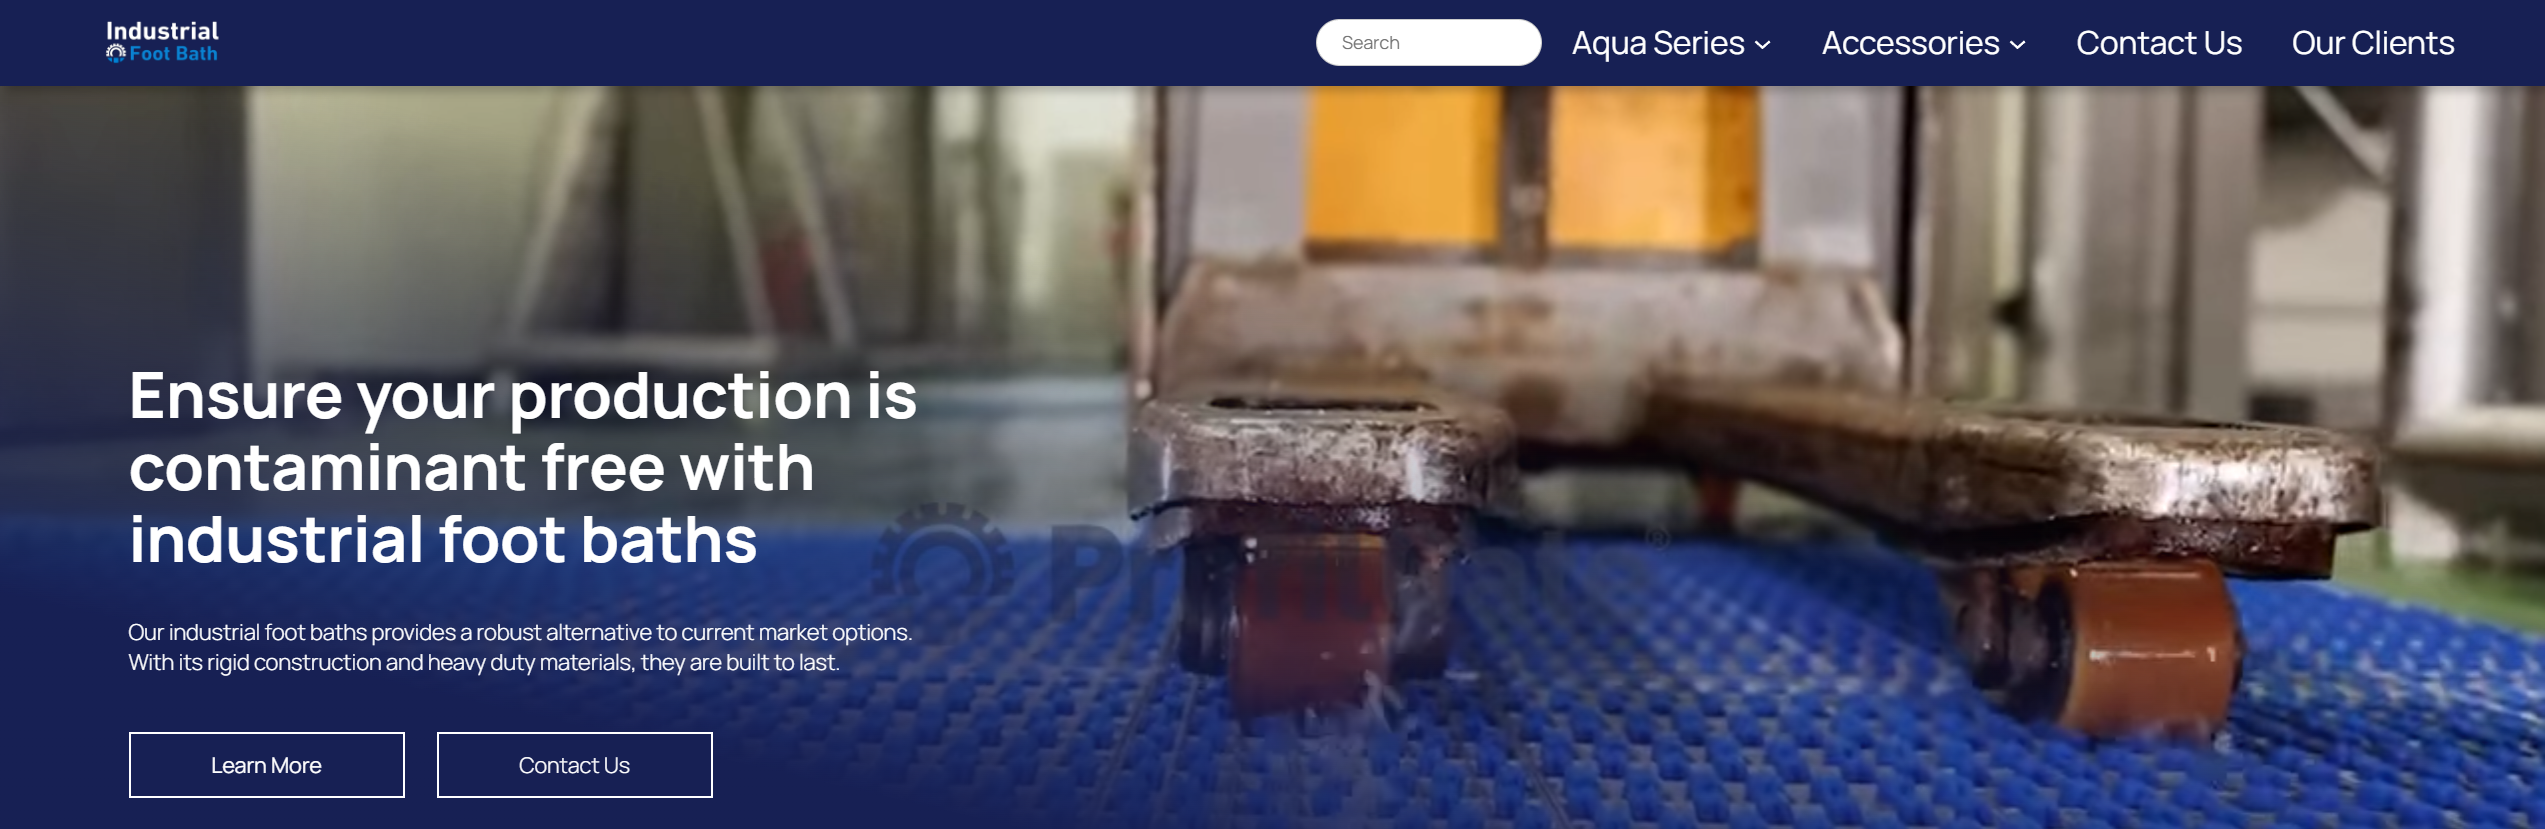 Industrial
Foot Bath
Search
Aqua Series
Accessories
Contact Us
Our Clients
Ensure your production is
contaminant free with
industrial foot baths
Our industrial foot baths provides a robust alternative to current market options.
With its rigid construction and heavy duty materials, they are built to last.
Learn More
Contact Us